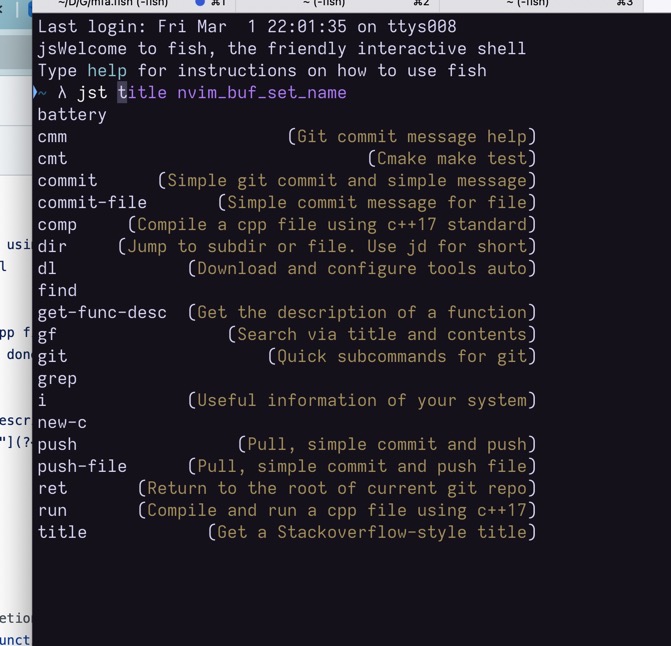 ~/D/G/mfa.fish (-fish) ⌘1 ~ (-fish) ⌘2 ~ (-fish) ⌘3
Last login: Fri Mar  1 22:01:35 on ttys008
jsWelcome to fish, the friendly interactive shell
Type help for instructions on how to use fish
~ λ jst title nvim_buf_set_name
battery
cmm (Git commit message help)
cmt (Cmake make test)
commit (Simple git commit and simple message)
commit-file (Simple commit message for file)
comp (Compile a cpp file using c++17 standard)
dir (Jump to subdir or file. Use jd for short)
dl (Download and configure tools auto)
find
get-func-desc (Get the description of a function)
gf (Search via title and contents)
git (Quick subcommands for git)
grep
i (Useful information of your system)
new-c
push (Pull, simple commit and push)
push-file (Pull, simple commit and push file)
ret (Return to the root of current git repo)
run (Compile and run a cpp file using c++17)
title (Get a Stackoverflow-style title)